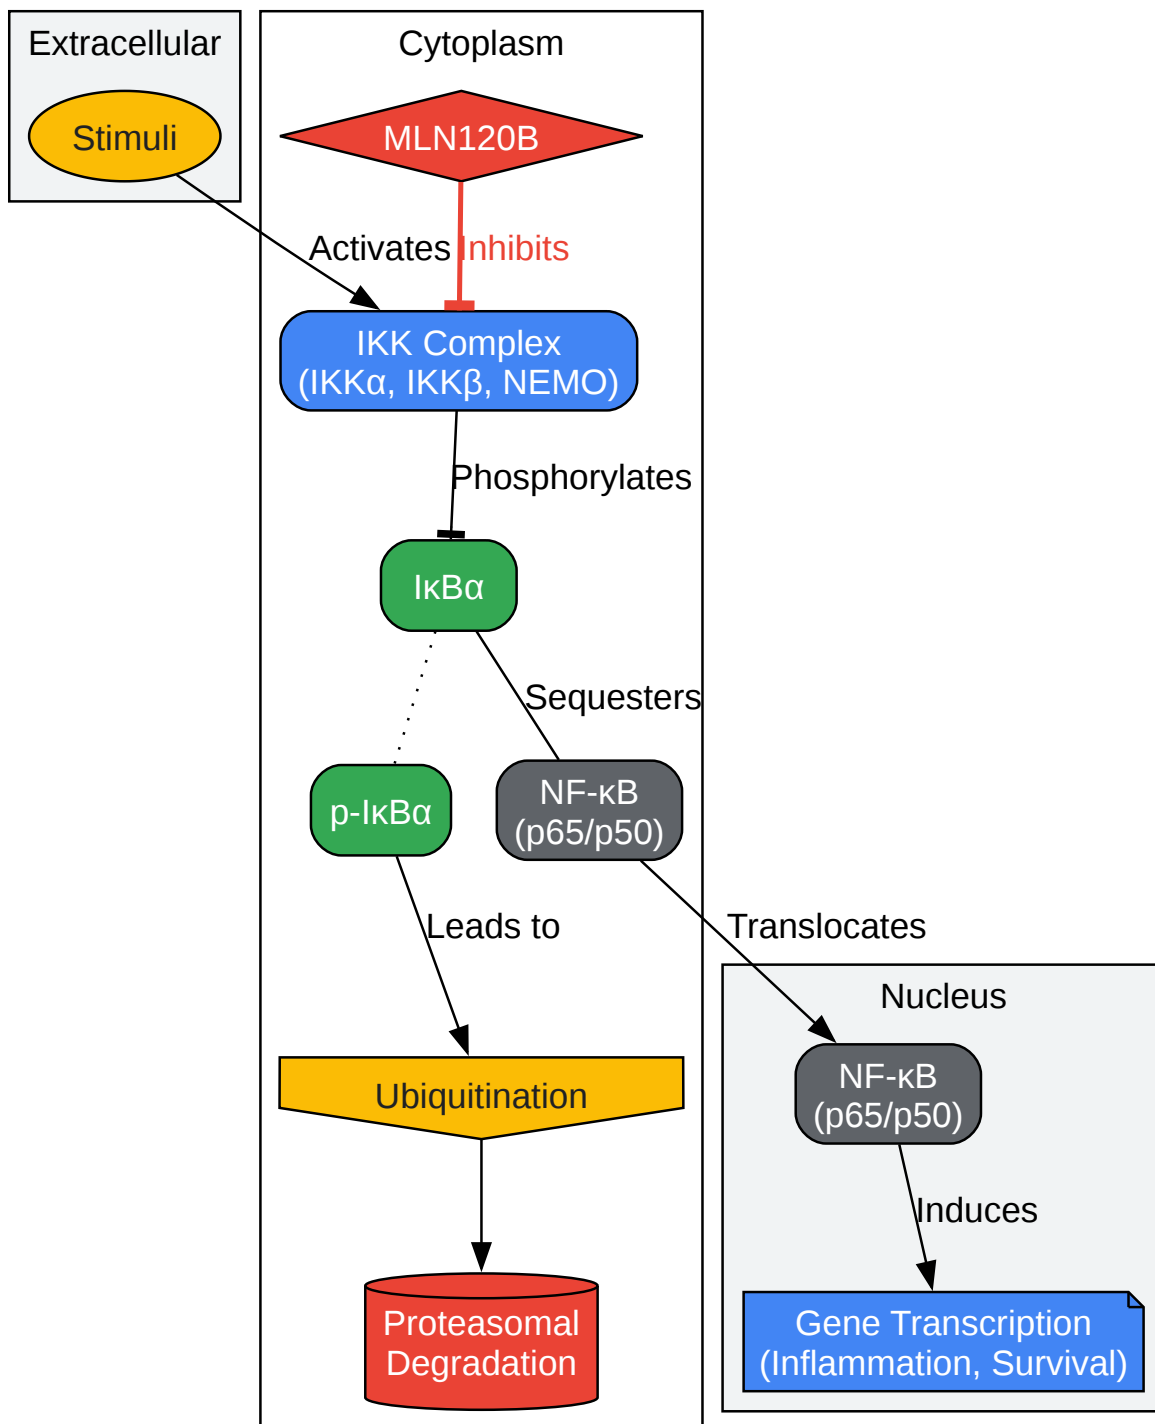 Extracellular
Cytoplasm
Stimuli
MLN120B
Activates
Inhibits
IKK Complex
(IKKα, IKKβ, NEMO)
Phosphorylates
IκBα
Sequesters
p-IκBα
NF-κB
(p65/p50)
Leads to
Translocates
Nucleus
Ubiquitination
NF-κB
(p65/p50)
Induces
Proteasomal
Degradation
Gene Transcription
(Inflammation, Survival)